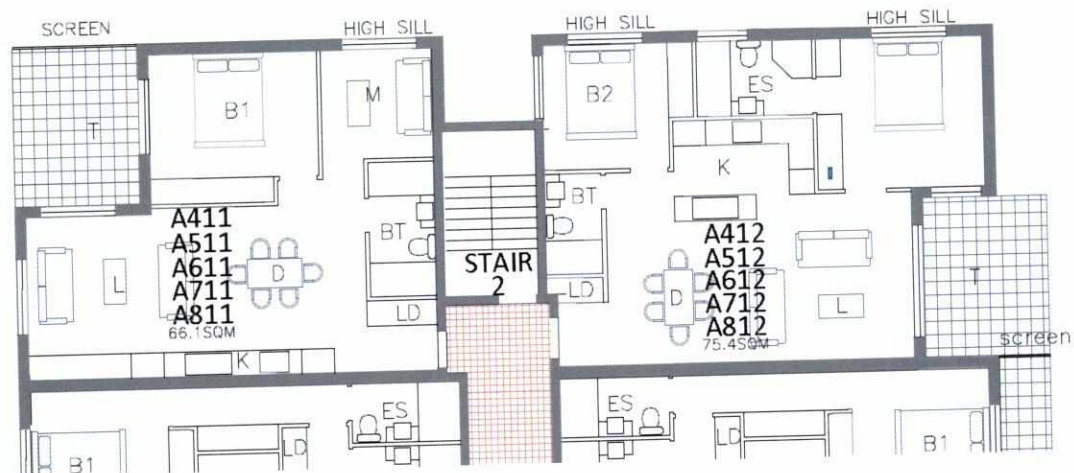 SCREEN
HIGH SILL
HIGH SILL
HIGH SILL
B1
M
T
B2
ES
K
BT
BT
A411
A511
A611
A711
A811
66.1SQM
L
D
LD
K
STAIR
2
LD
D
A412
A512
A612
A712
A812
75.4SQM
L
T
screen
B1
LD
ES
ES
LD
B1